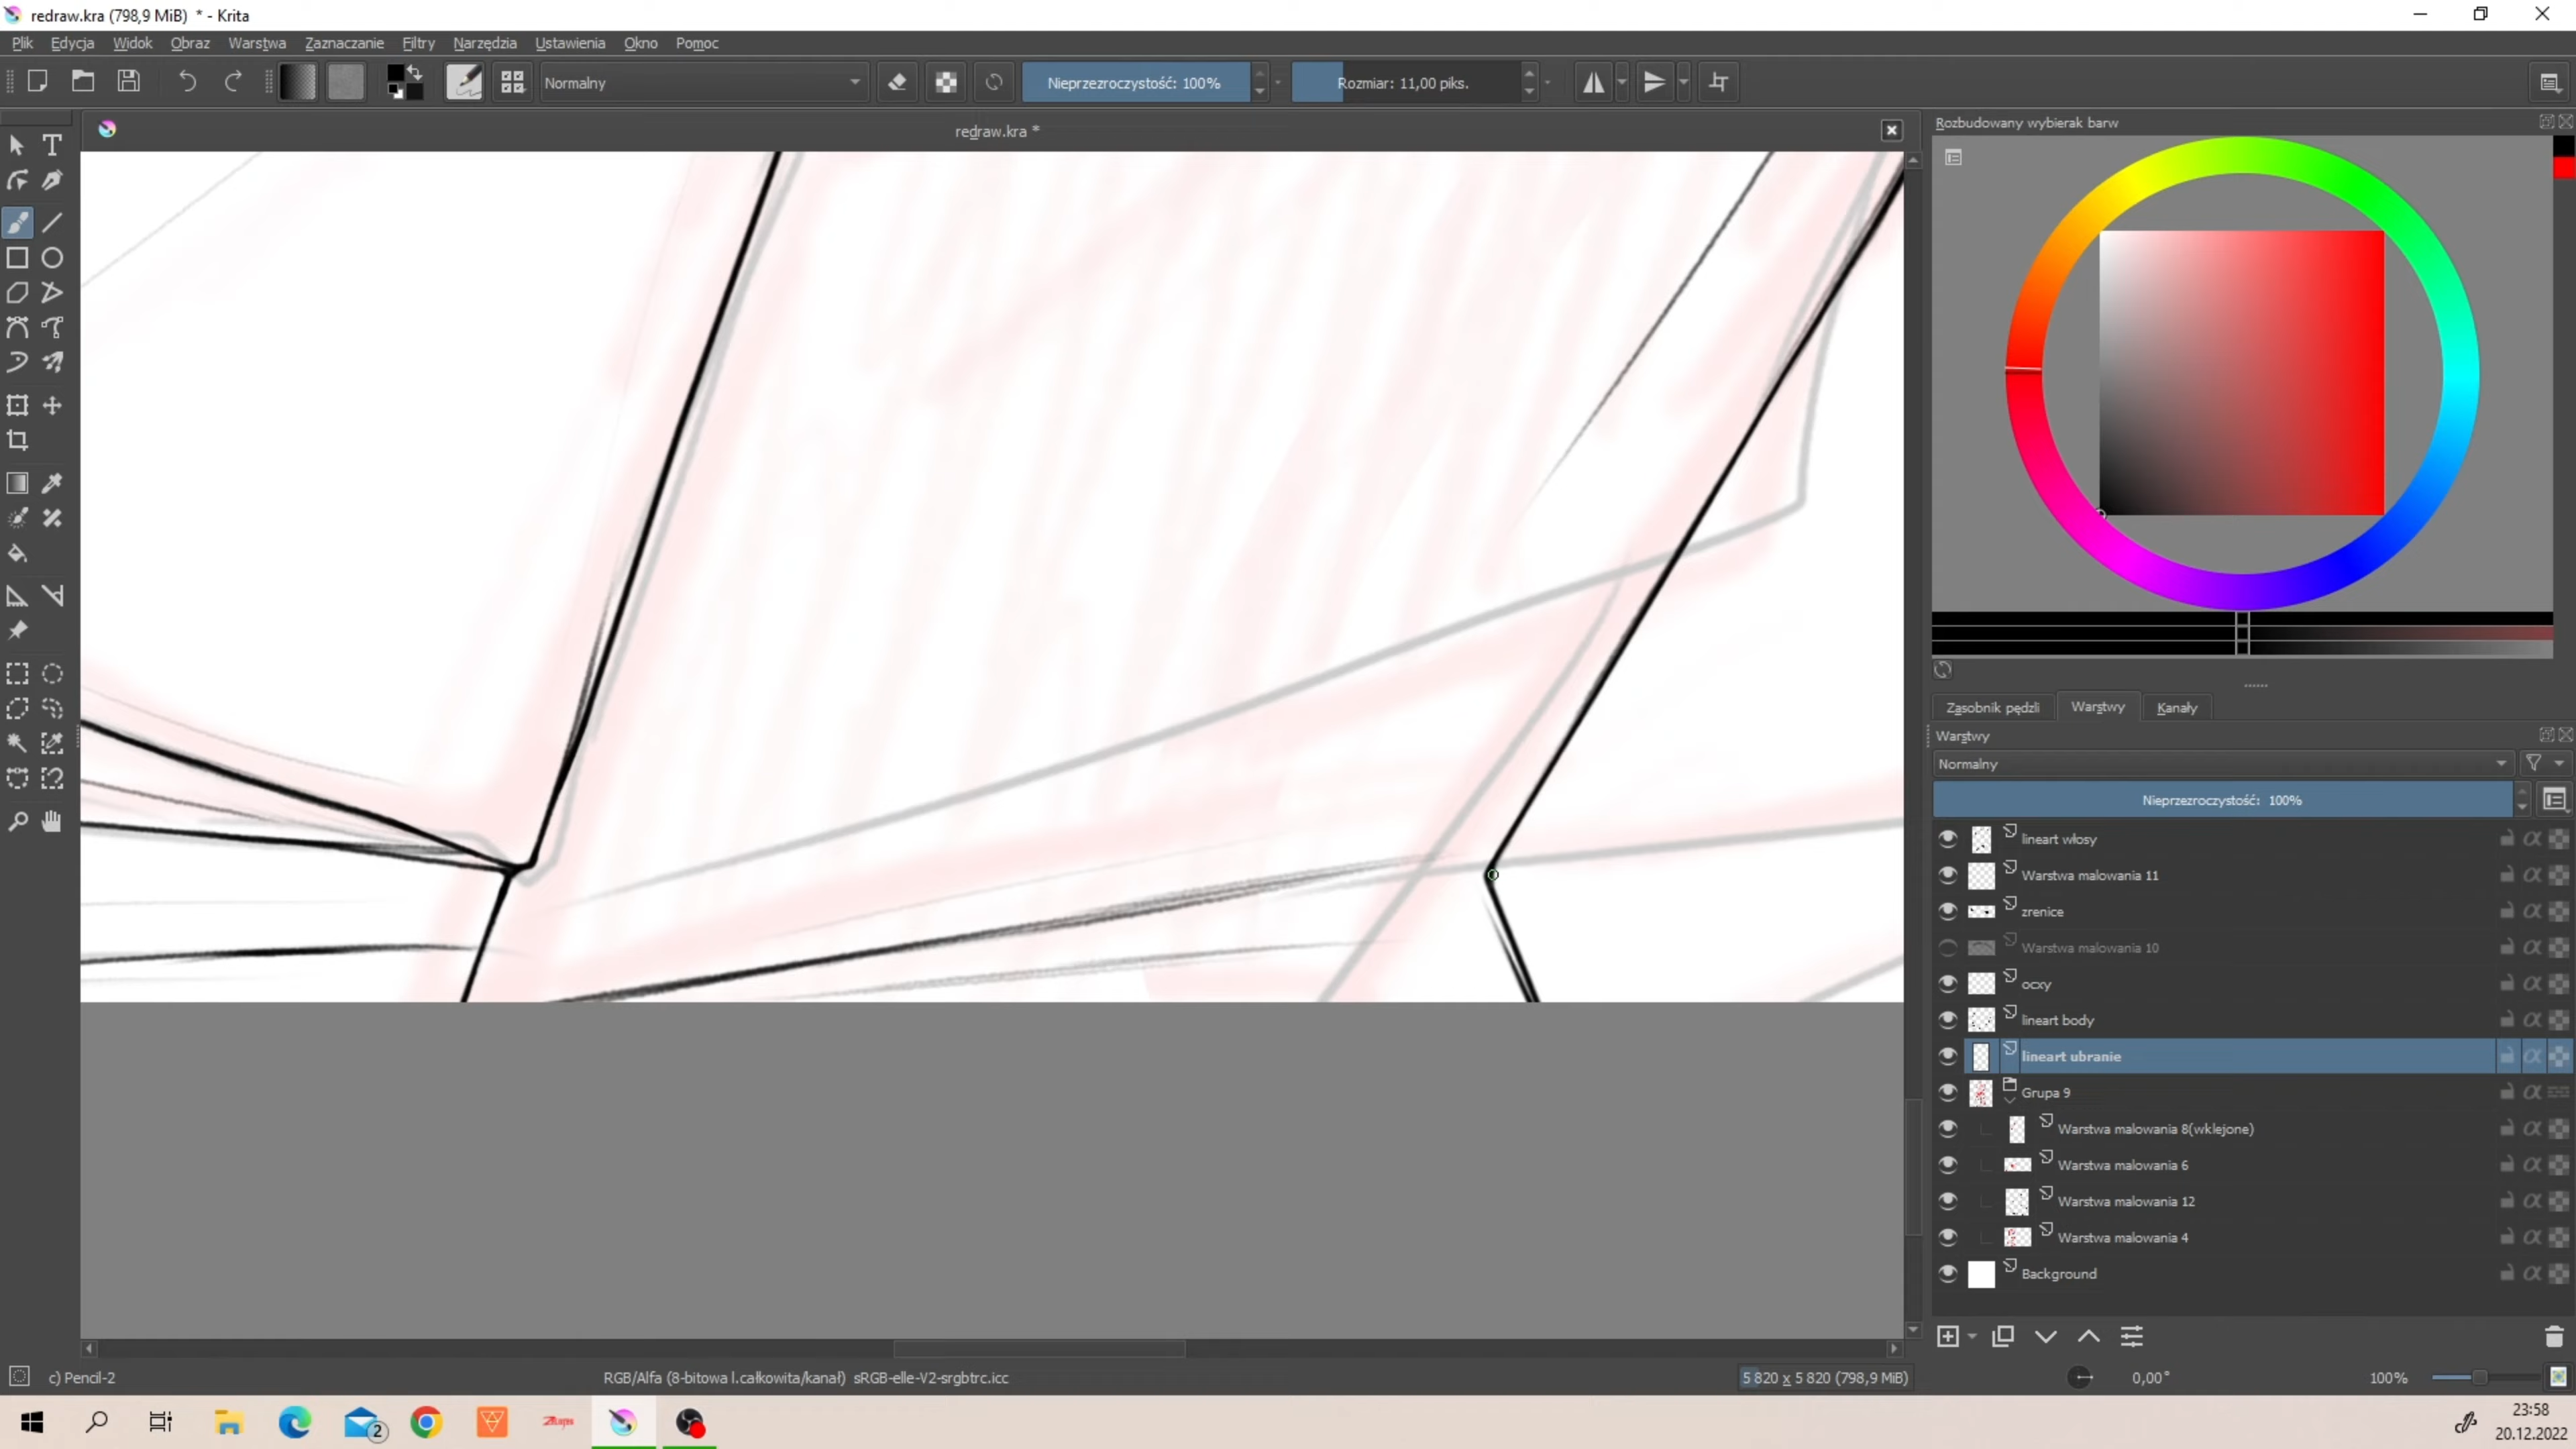 redraw.kra (798,9 MiB) * - Krita
Plik Edycja Widok Obraz Warstwa Zaznaczanie Filtry Narzędzia Ustawienia Okno Pomoc
Normalny
Nieprzezroczystość: 100%
Rozmiar: 11,00 piks.
redraw.kra *
Rozbudowany wybierak barw
Zasobnik pędzli Warstwy Kanały
Warstwy
Normalny
Nieprzezroczystość: 100%
lineart włosy
Warstwa malowania 11
zrenice
Warstwa malowania 10
ocxy
lineart body
lineart ubranie
Grupa 9
Warstwa malowania 8(wklejone)
Warstwa malowania 6
Warstwa malowania 12
Warstwa malowania 4
Background
c) Pencil-2
RGB/Alfa (8-bitowa l.całkowita/kanał) sRGB-elle-V2-srgbtrc.icc
5 820 x 5 820 (798,9 MiB)
0,00°
100%
2
23:58
20.12.2022